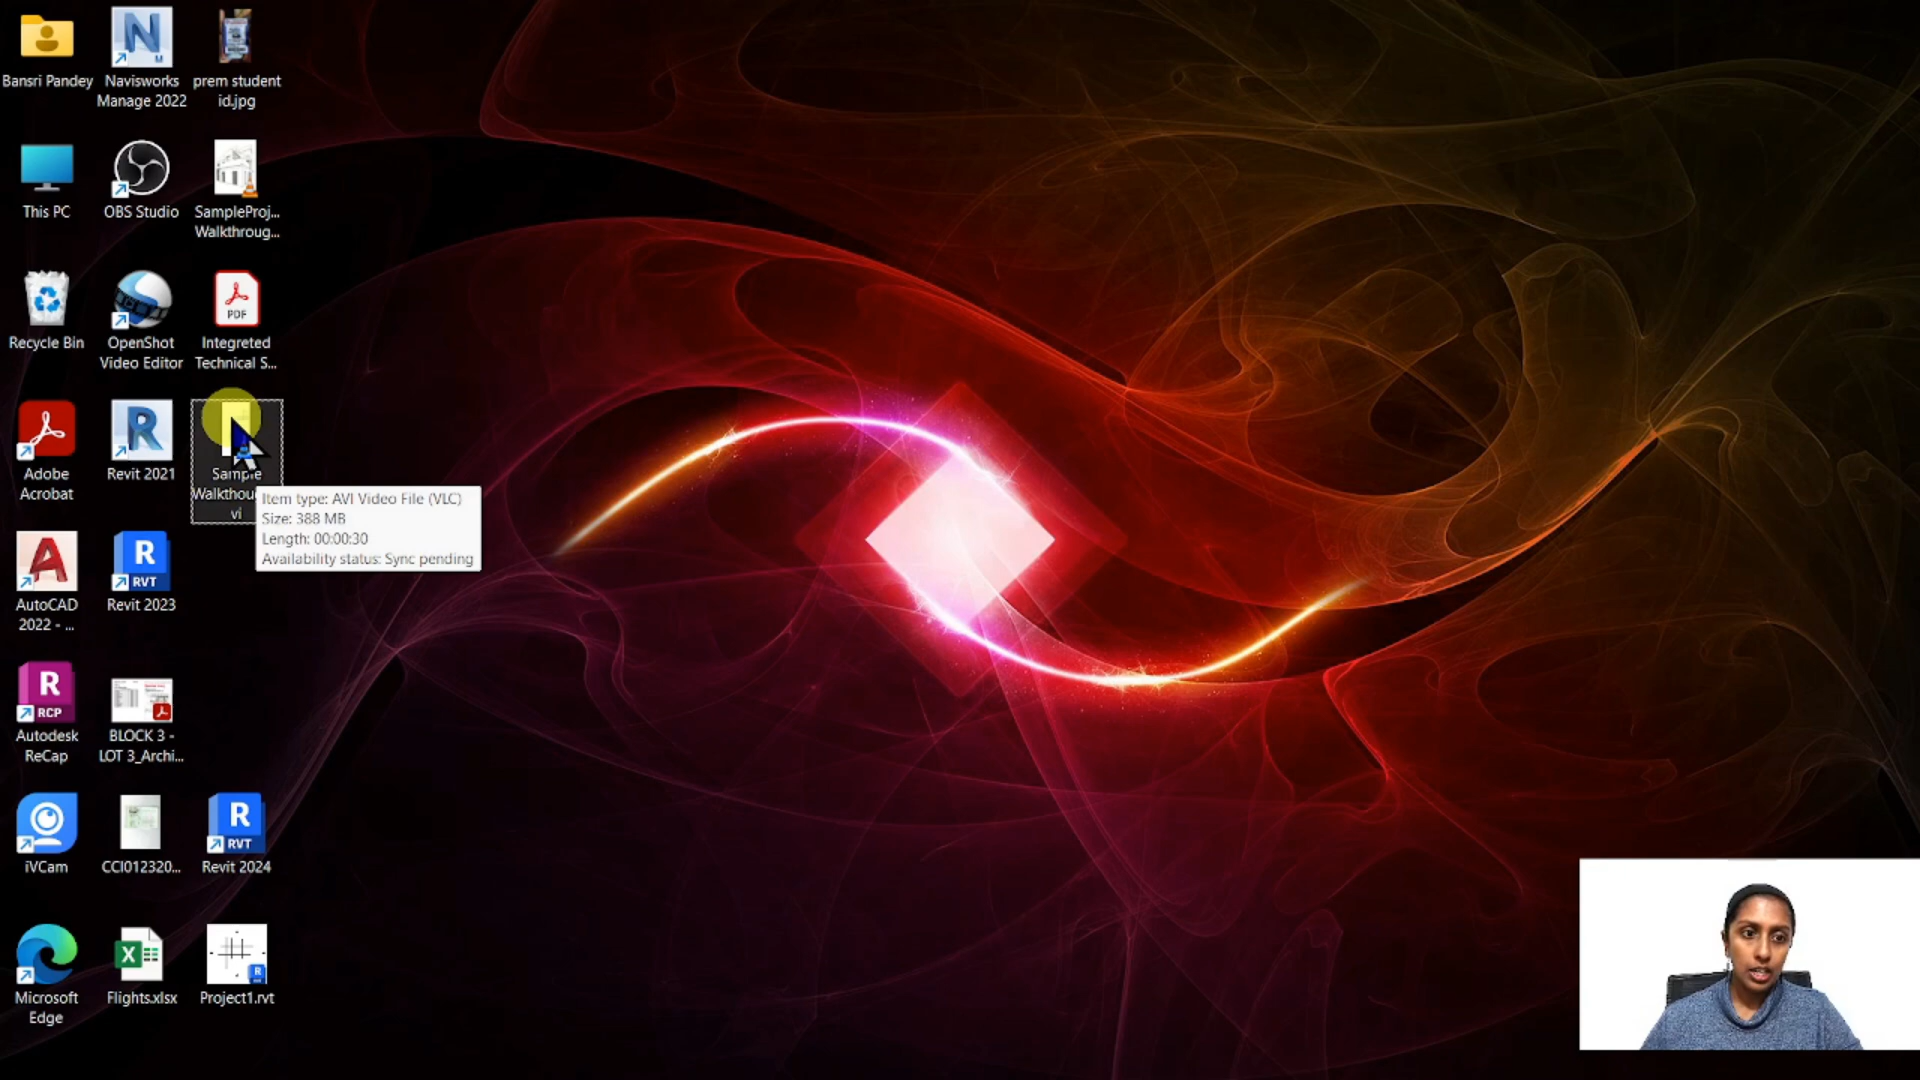 Bansri Pandey
Navisworks
Manage 2022
prem student
id.jpg
This PC
OBS Studio
SampleProj...
Walkthroug...
Recycle Bin
OpenShot
Video Editor
PDF
Integreted
Technical S...
Adobe
Acrobat
Revit 2021
Sample
Walkthou
vi
Item type: AVI Video File (VLC)
Size: 388 MB
Length: 00:00:30
Availability status: Sync pending
AutoCAD
2022 - ...
R
RVT
Revit 2023
R
RCP
Autodesk
ReCap
BLOCK 3 -
LOT 3_Archi...
iVCam
CCI012320...
R
RVT
Revit 2024
Microsoft
Edge
Flights.xlsx
Project1.rvt